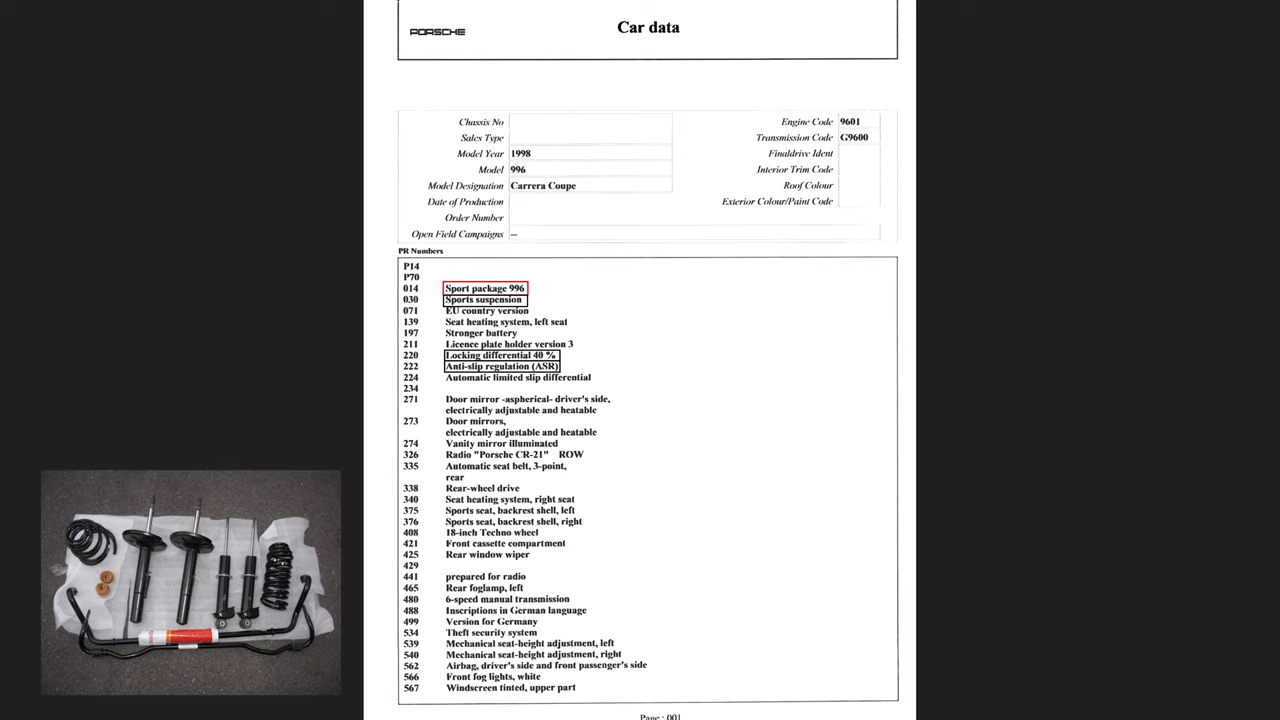 PORSCHE
Car data
Chassis No
Sales Type
Model Year 1998
Model 996
Model Designation Carrera Coupe
Date of Production
Order Number
Open Field Campaigns --
Engine Code 9601
Transmission Code G9600
Finaldrive Ident
Interior Trim Code
Roof Colour
Exterior Colour/Paint Code
PR Numbers
P14
P70
014 Sport package 996
030 Sports suspension
071 EU country version
139 Seat heating system, left seat
197 Stronger battery
211 Licence plate holder version 3
220 Locking differential 40 %
222 Anti-slip regulation (ASR)
224 Automatic limited slip differential
234
271 Door mirror -aspherical- driver's side,
electrically adjustable and heatable
273 Door mirrors,
electrically adjustable and heatable
274 Vanity mirror illuminated
326 Radio "Porsche CR-21" ROW
335 Automatic seat belt, 3-point,
rear
338 Rear-wheel drive
340 Seat heating system, right seat
375 Sports seat, backrest shell, left
376 Sports seat, backrest shell, right
408 18-inch Techno wheel
421 Front cassette compartment
425 Rear window wiper
429
441 prepared for radio
465 Rear foglamp, left
480 6-speed manual transmission
488 Inscriptions in German language
499 Version for Germany
534 Theft security system
539 Mechanical seat-height adjustment, left
540 Mechanical seat-height adjustment, right
562 Airbag, driver's side and front passenger's side
566 Front fog lights, white
567 Windscreen tinted, upper part
Page : 001